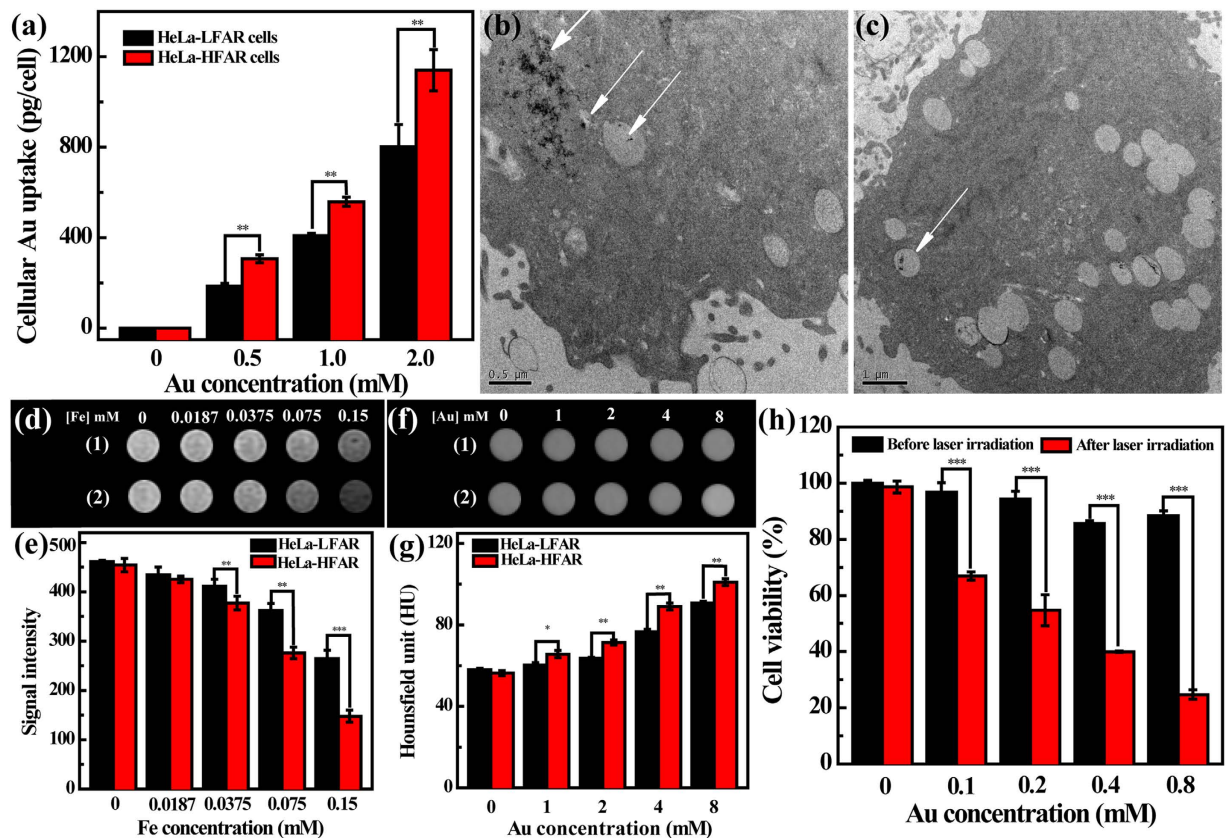 (a)
HeLa-LFAR cells
HeLa-HFAR cells
**
**
**
1200
800
400
0
Cellular Au uptake (pg/cell)
0 0.5 1.0 2.0
Au concentration (mM)
(b)
0.5 μm
(c)
1 μm
(d)
[Fe] mM 0 0.0187 0.0375 0.075 0.15
(1)
(2)
(e)
HeLa-LFAR
HeLa-HFAR
**
**
***
450
400
350
300
250
200
150
100
50
0
Signal intensity
0 0.0187 0.0375 0.075 0.15
Fe concentration (mM)
(f)
[Au] mM 0 1 2 4 8
(1)
(2)
(g)
HeLa-LFAR
HeLa-HFAR
*
**
**
**
120
80
40
0
Hounsfield unit (HU)
0 1 2 4 8
Au concentration (mM)
(h)
Before laser irradiation After laser irradiation
***
***
***
***
120
100
80
60
40
20
0
Cell viability (%)
0 0.1 0.2 0.4 0.8
Au concentration (mM)